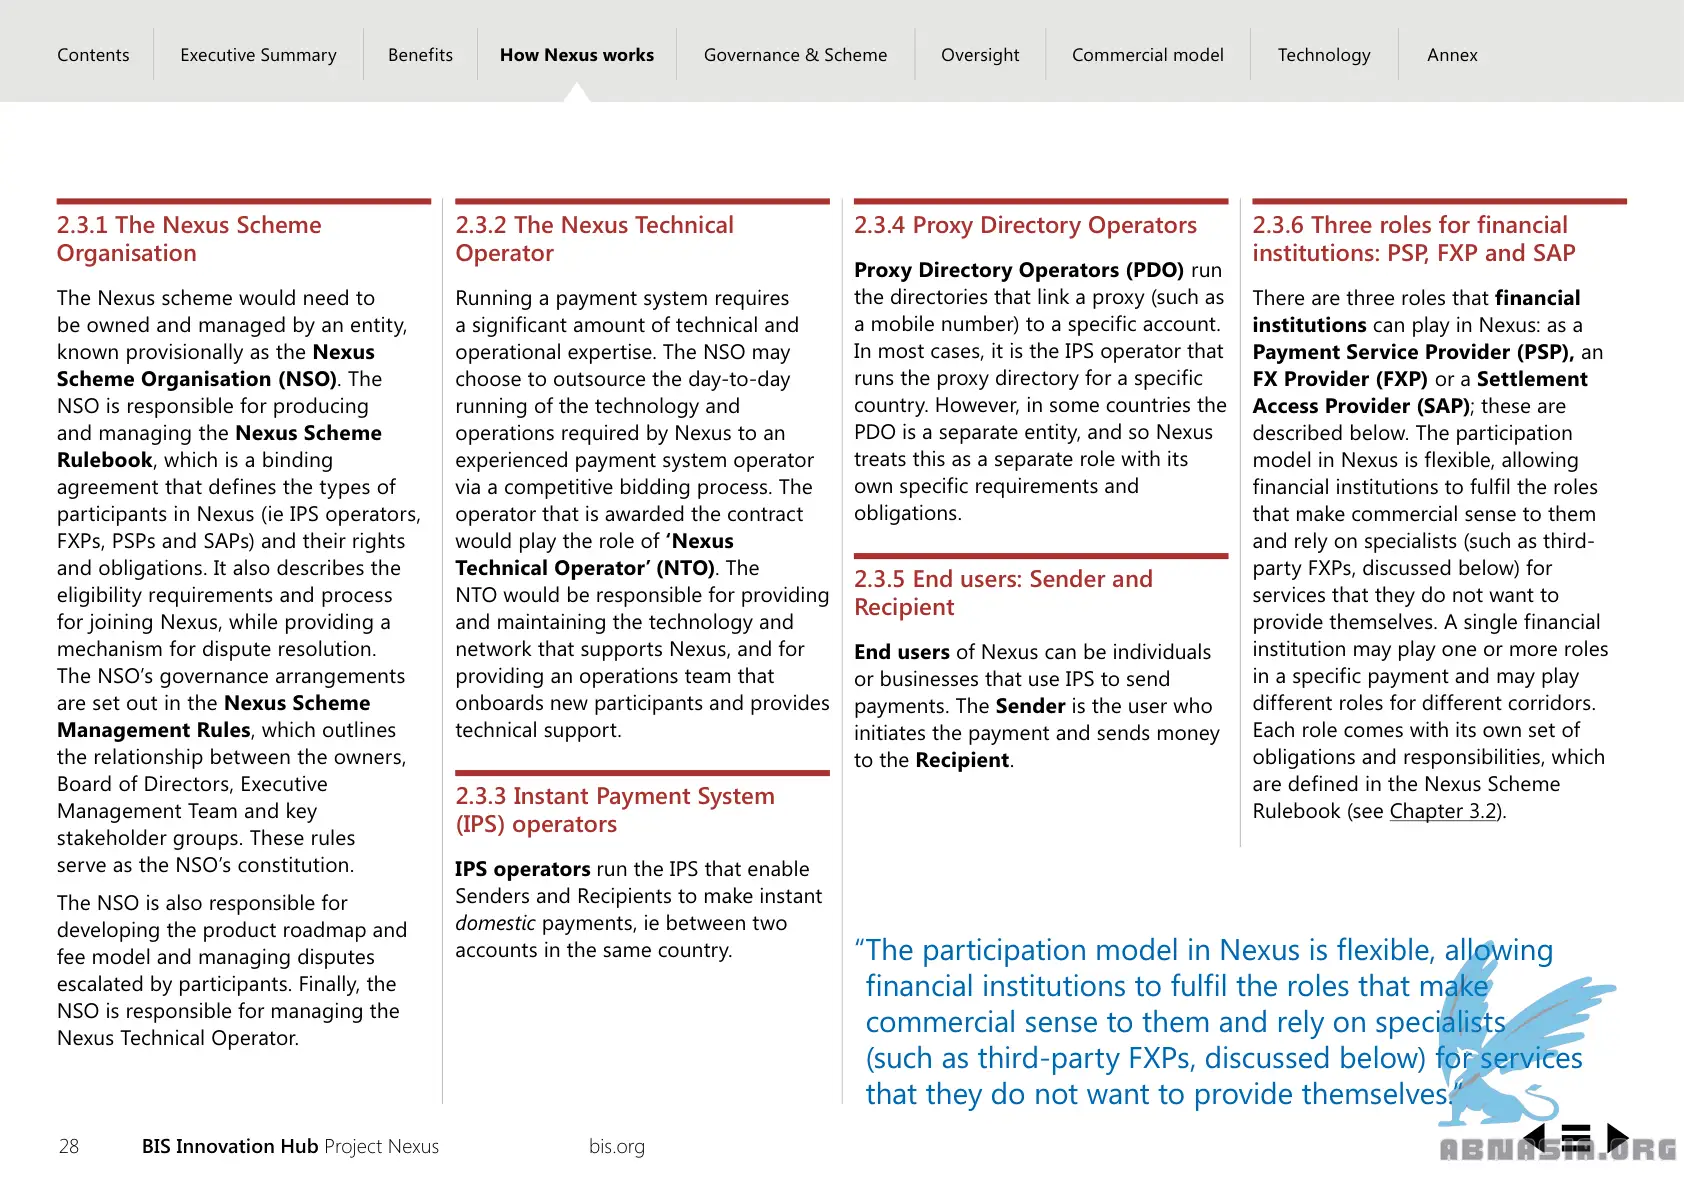 Contents
Executive Summary
Benefits
How Nexus works
Governance & Scheme
Oversight
Commercial model
Technology
Annex
2.3.1 The Nexus Scheme
Organisation
The Nexus scheme would need to
be owned and managed by an entity,
known provisionally as the Nexus
Scheme Organisation (NSO). The
NSO is responsible for producing
and managing the Nexus Scheme
Rulebook, which is a binding
agreement that defines the types of
participants in Nexus (ie IPS operators,
FXPs, PSPs and SAPs) and their rights
and obligations. It also describes the
eligibility requirements and process
for joining Nexus, while providing a
mechanism for dispute resolution.
The NSO’s governance arrangements
are set out in the Nexus Scheme
Management Rules, which outlines
the relationship between the owners,
Board of Directors, Executive
Management Team and key
stakeholder groups. These rules
serve as the NSO’s constitution.
The NSO is also responsible for
developing the product roadmap and
fee model and managing disputes
escalated by participants. Finally, the
NSO is responsible for managing the
Nexus Technical Operator.
2.3.2 The Nexus Technical
Operator
Running a payment system requires
a significant amount of technical and
operational expertise. The NSO may
choose to outsource the day-to-day
running of the technology and
operations required by Nexus to an
experienced payment system operator
via a competitive bidding process. The
operator that is awarded the contract
would play the role of ‘Nexus
Technical Operator’ (NTO). The
NTO would be responsible for providing
and maintaining the technology and
network that supports Nexus, and for
providing an operations team that
onboards new participants and provides
technical support.
2.3.3 Instant Payment System
(IPS) operators
IPS operators run the IPS that enable
Senders and Recipients to make instant
domestic payments, ie between two
accounts in the same country.
2.3.4 Proxy Directory Operators
Proxy Directory Operators (PDO) run
the directories that link a proxy (such as
a mobile number) to a specific account.
In most cases, it is the IPS operator that
runs the proxy directory for a specific
country. However, in some countries the
PDO is a separate entity, and so Nexus
treats this as a separate role with its
own specific requirements and
obligations.
2.3.5 End users: Sender and
Recipient
End users of Nexus can be individuals
or businesses that use IPS to send
payments. The Sender is the user who
initiates the payment and sends money
to the Recipient.
2.3.6 Three roles for financial
institutions: PSP, FXP and SAP
There are three roles that financial
institutions can play in Nexus: as a
Payment Service Provider (PSP), an
FX Provider (FXP) or a Settlement
Access Provider (SAP); these are
described below. The participation
model in Nexus is flexible, allowing
financial institutions to fulfil the roles
that make commercial sense to them
and rely on specialists (such as third-
party FXPs, discussed below) for
services that they do not want to
provide themselves. A single financial
institution may play one or more roles
in a specific payment and may play
different roles for different corridors.
Each role comes with its own set of
obligations and responsibilities, which
are defined in the Nexus Scheme
Rulebook (see Chapter 3.2).
“The participation model in Nexus is flexible, allowing
financial institutions to fulfil the roles that make
commercial sense to them and rely on specialists
(such as third-party FXPs, discussed below) for services
that they do not want to provide themselves.“
28
BIS Innovation Hub Project Nexus
bis.org
ABNASIA.ORG